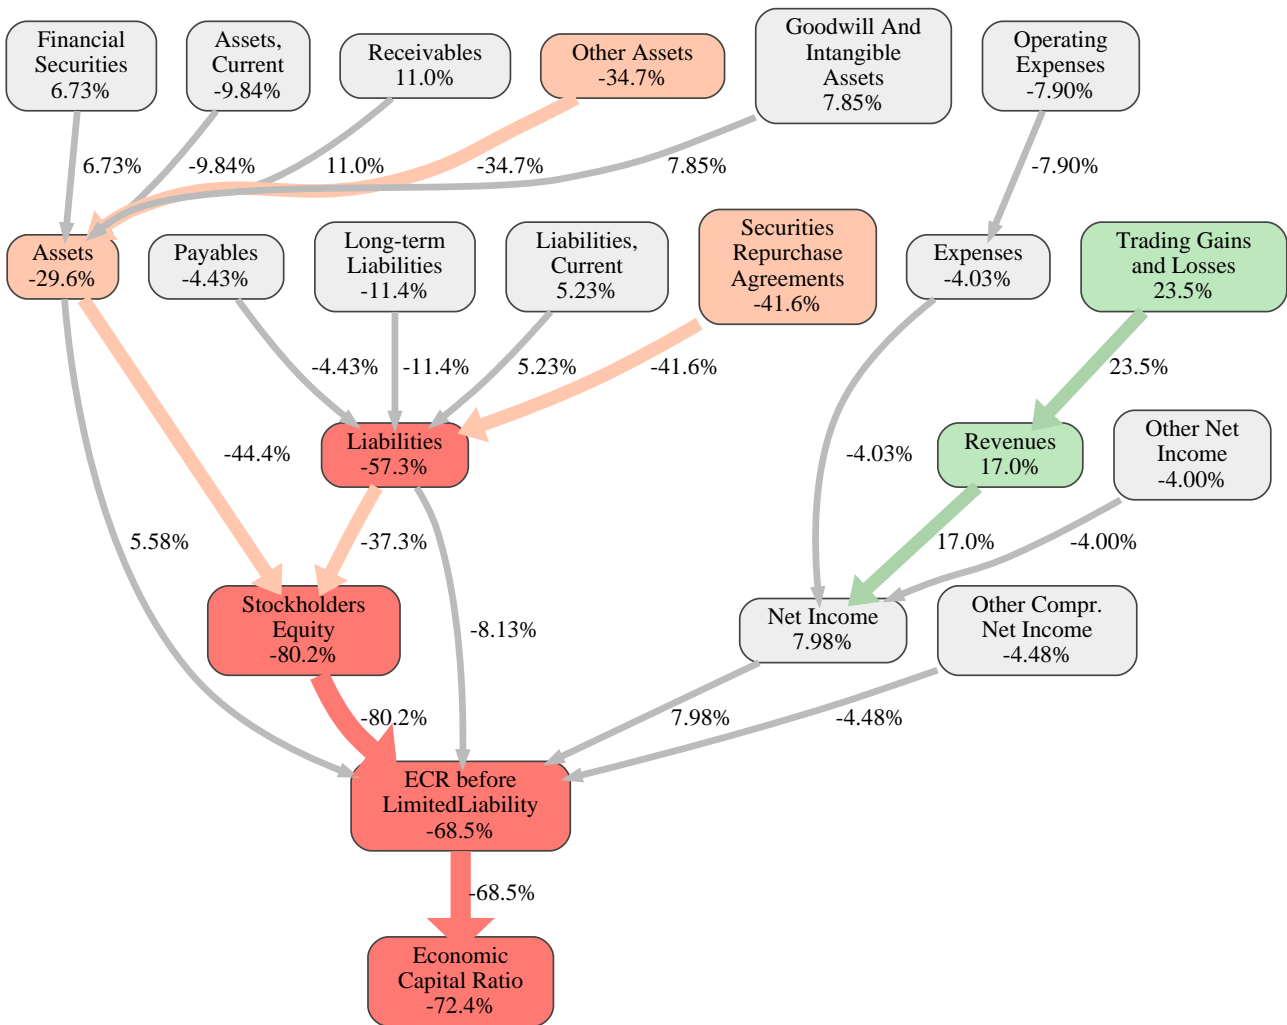 Financial
Securities
6.73%
Assets,
Current
-9.84%
Receivables
11.0%
Other Assets
-34.7%
Goodwill And
Intangible
Assets
7.85%
Operating
Expenses
-7.90%
6.73%
-9.84%
11.0%
-34.7%
7.85%
-7.90%
Assets
-29.6%
Payables
-4.43%
Long-term
Liabilities
-11.4%
Liabilities,
Current
5.23%
Securities
Repurchase
Agreements
-41.6%
Expenses
-4.03%
Trading Gains
and Losses
23.5%
-4.43%
-11.4%
5.23%
-41.6%
23.5%
Liabilities
-57.3%
-44.4%
-4.03%
Revenues
17.0%
Other Net
Income
-4.00%
5.58%
-37.3%
17.0%
-4.00%
Stockholders
Equity
-80.2%
-8.13%
Net Income
7.98%
Other Compr.
Net Income
-4.48%
-80.2%
7.98%
-4.48%
ECR before
LimitedLiability
-68.5%
-68.5%
Economic
Capital Ratio
-72.4%